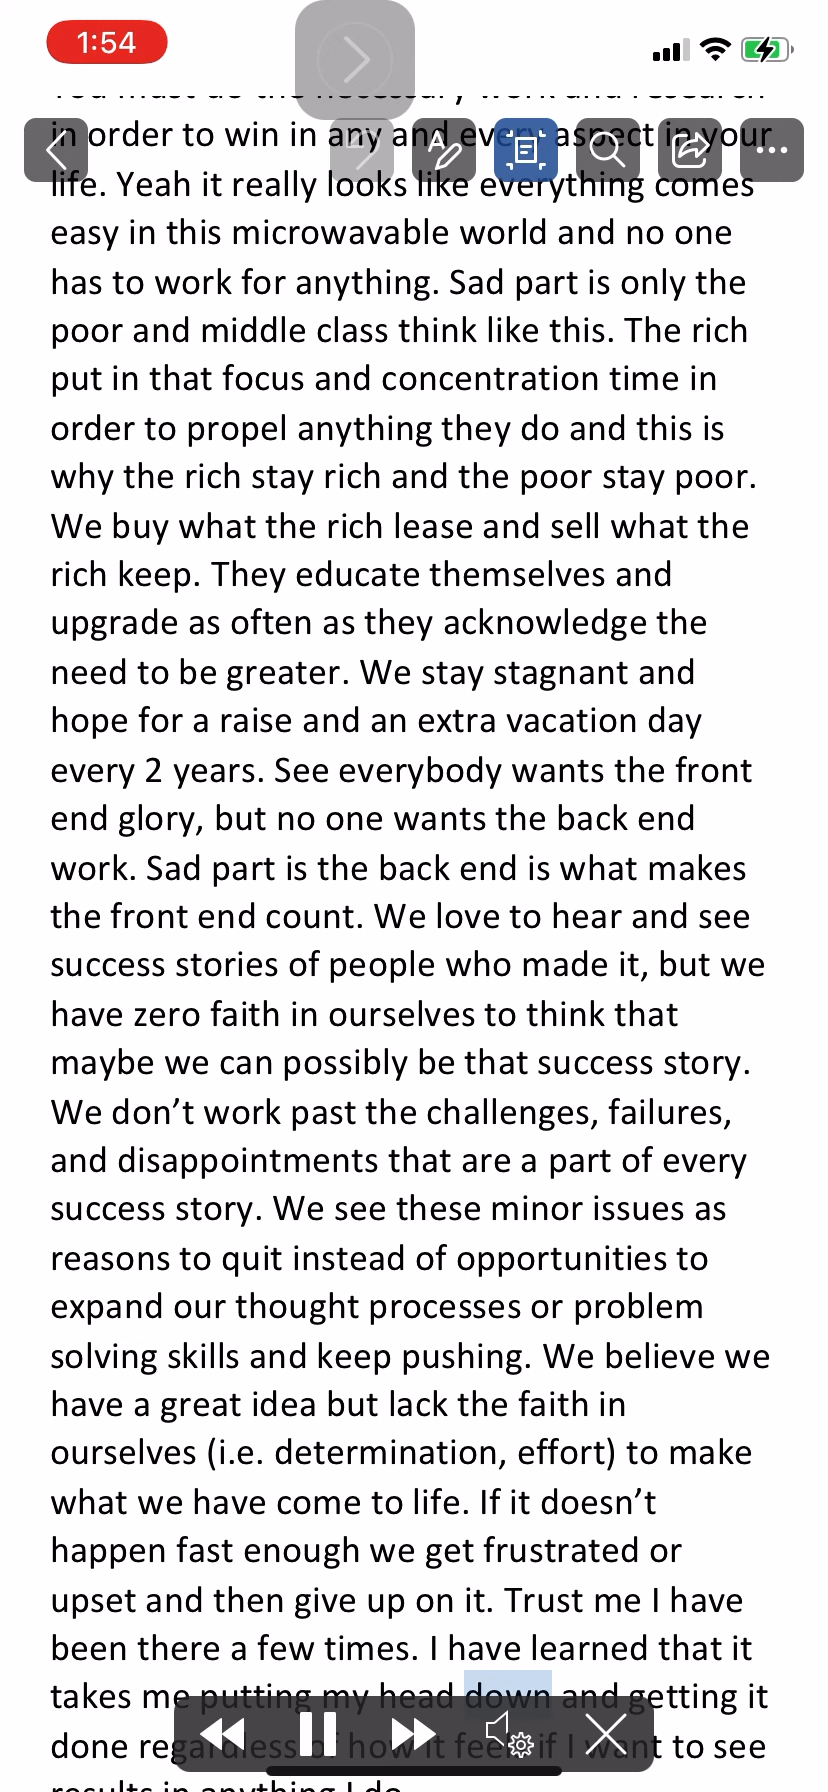 1:54
You must do the necessary work and research
in order to win in any and every aspect in your
life. Yeah it really looks like everything comes
easy in this microwavable world and no one
has to work for anything. Sad part is only the
poor and middle class think like this. The rich
put in that focus and concentration time in
order to propel anything they do and this is
why the rich stay rich and the poor stay poor.
We buy what the rich lease and sell what the
rich keep. They educate themselves and
upgrade as often as they acknowledge the
need to be greater. We stay stagnant and
hope for a raise and an extra vacation day
every 2 years. See everybody wants the front
end glory, but no one wants the back end
work. Sad part is the back end is what makes
the front end count. We love to hear and see
success stories of people who made it, but we
have zero faith in ourselves to think that
maybe we can possibly be that success story.
We don’t work past the challenges, failures,
and disappointments that are a part of every
success story. We see these minor issues as
reasons to quit instead of opportunities to
expand our thought processes or problem
solving skills and keep pushing. We believe we
have a great idea but lack the faith in
ourselves (i.e. determination, effort) to make
what we have come to life. If it doesn’t
happen fast enough we get frustrated or
upset and then give up on it. Trust me I have
been there a few times. I have learned that it
takes me putting my head down and getting it
done regardless of how it feels if I want to see
results in anything I do